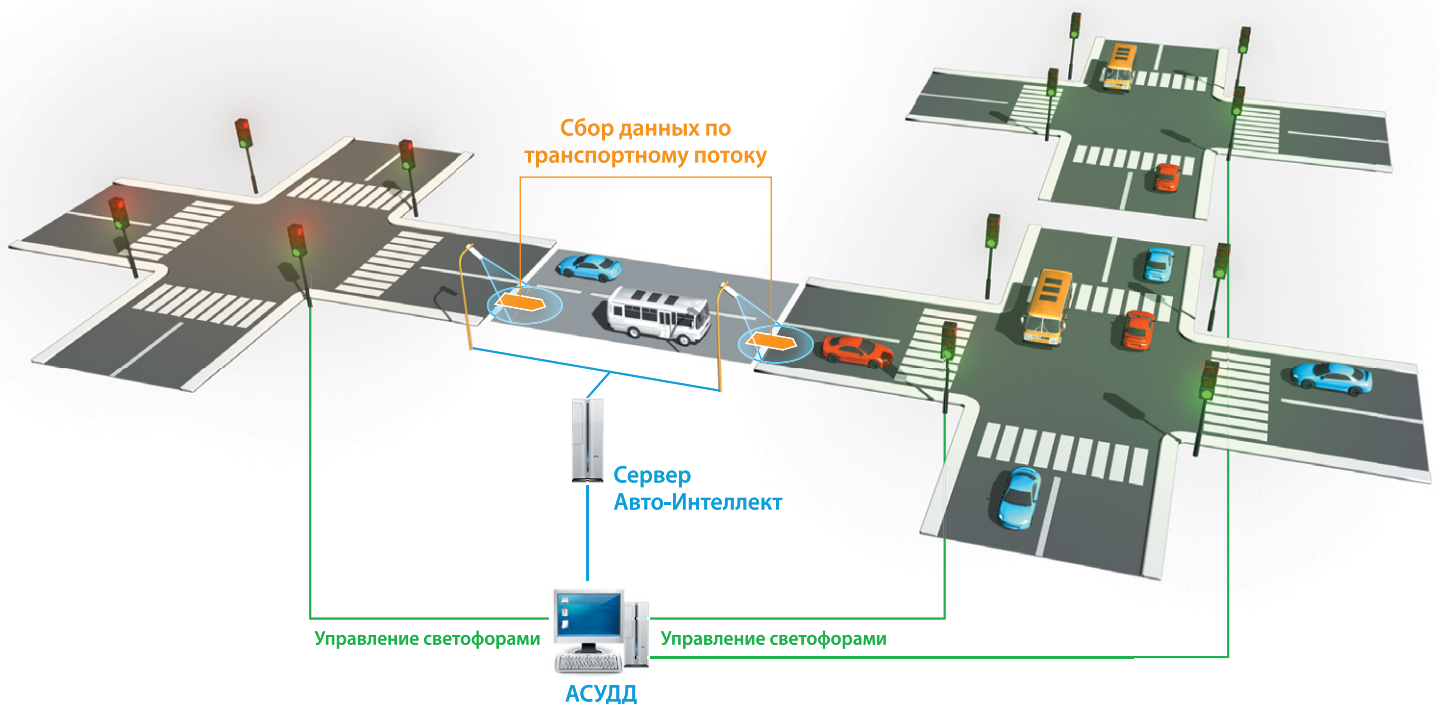 Сбор данных по
транспортному потоку
Сервер
Авто-Интеллект
Управление светофорами
Управление светофорами
АСУДД